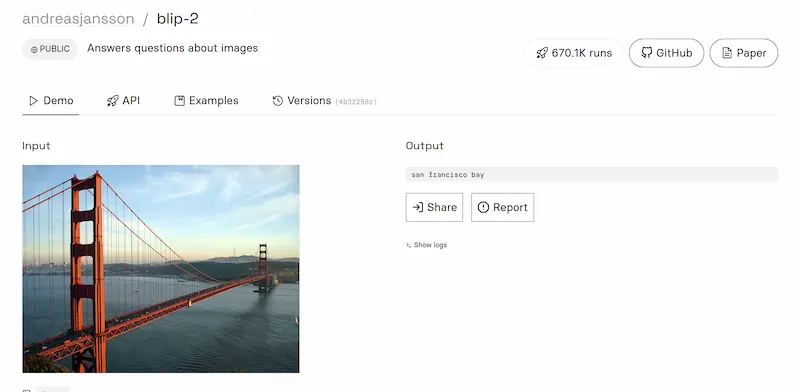 andreasjansson / blip-2
PUBLIC Answers questions about images
670.1K runs GitHub Paper
Demo API Examples Versions (4b32258c)
Input
Output
san francisco bay
Share Report
Show logs